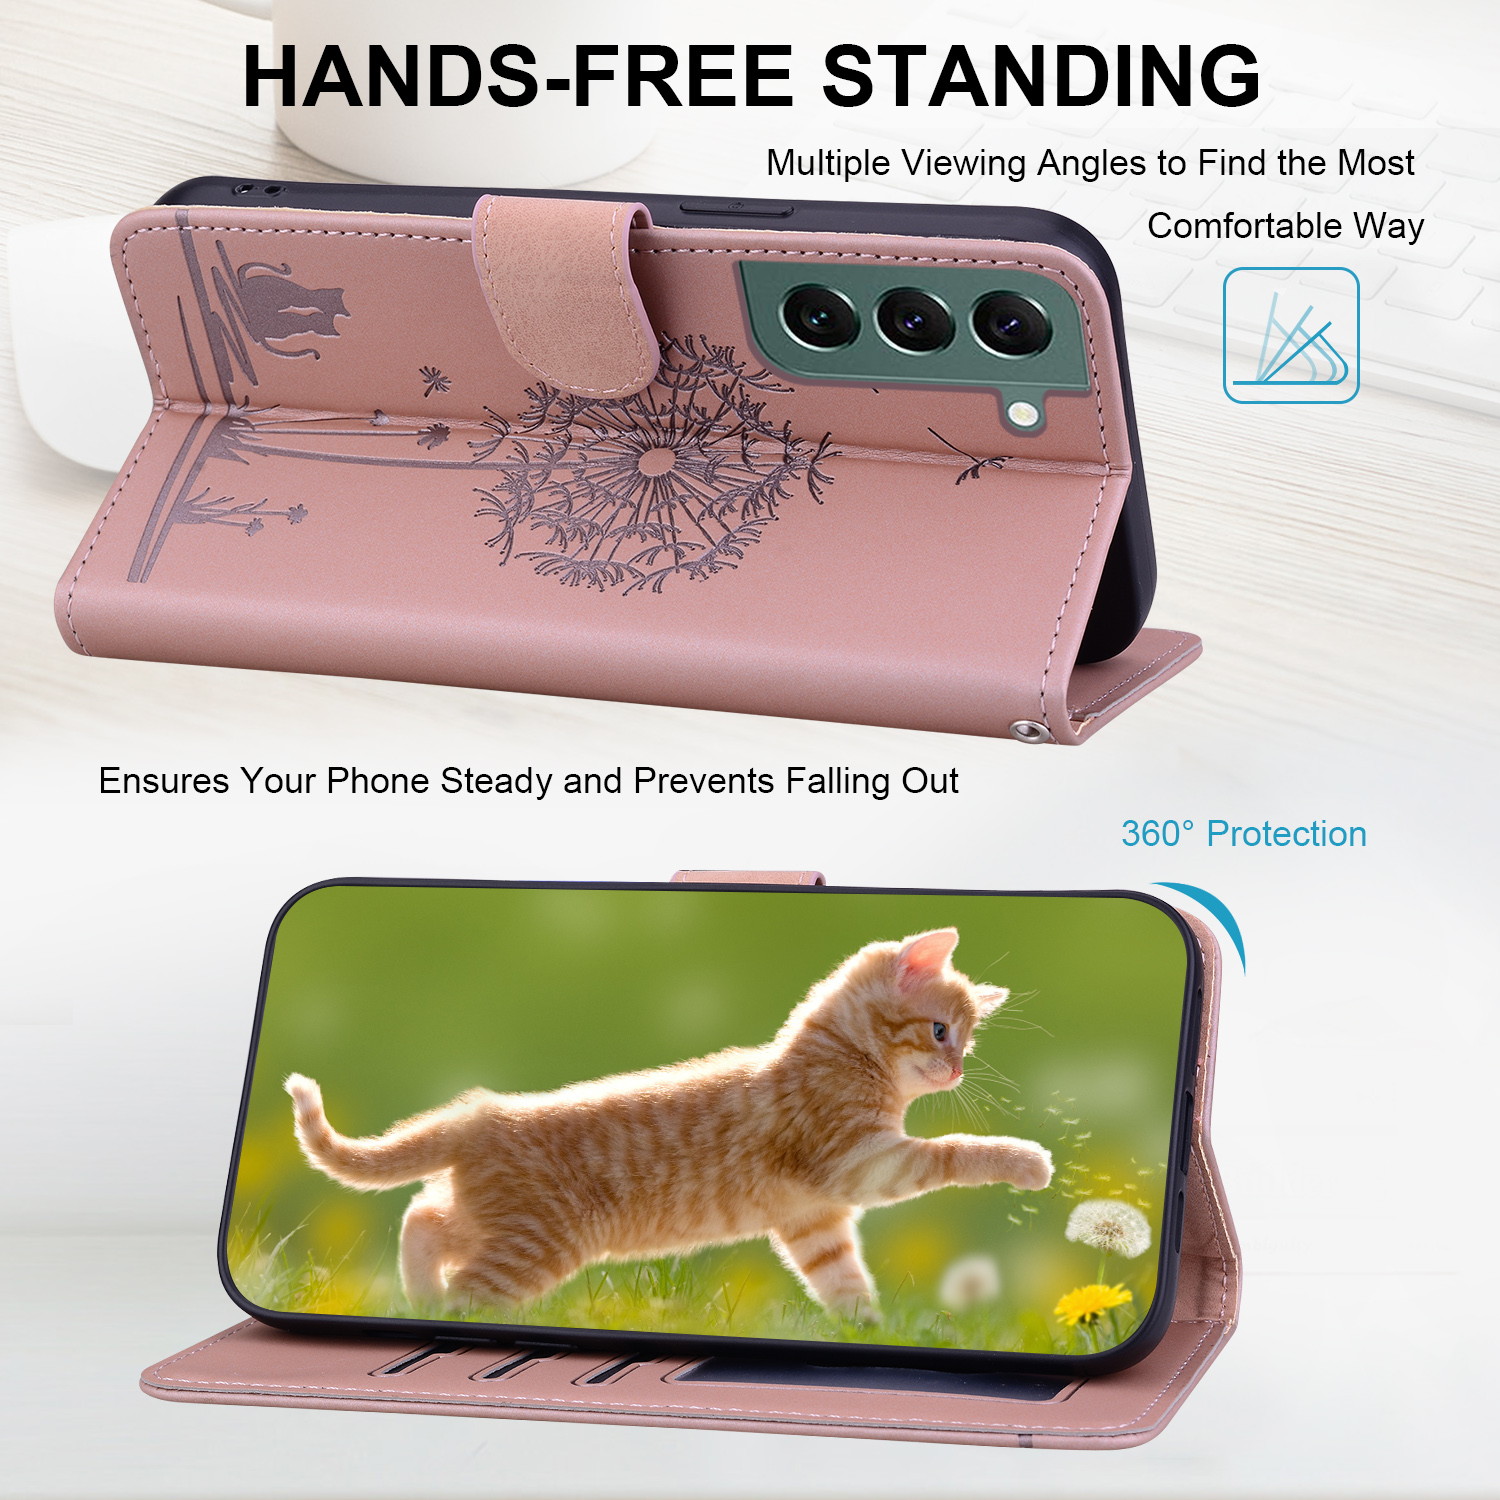 HANDS-FREE STANDING
Multiple Viewing Angles to Find the Most
Comfortable Way
Ensures Your Phone Steady and Prevents Falling Out
360° Protection